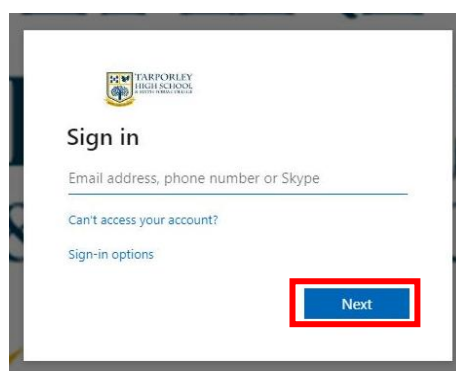 TARPORLEY
HIGH SCHOOL
Sign in
Email address, phone number or Skype
Can't access your account?
Sign-in options
Next